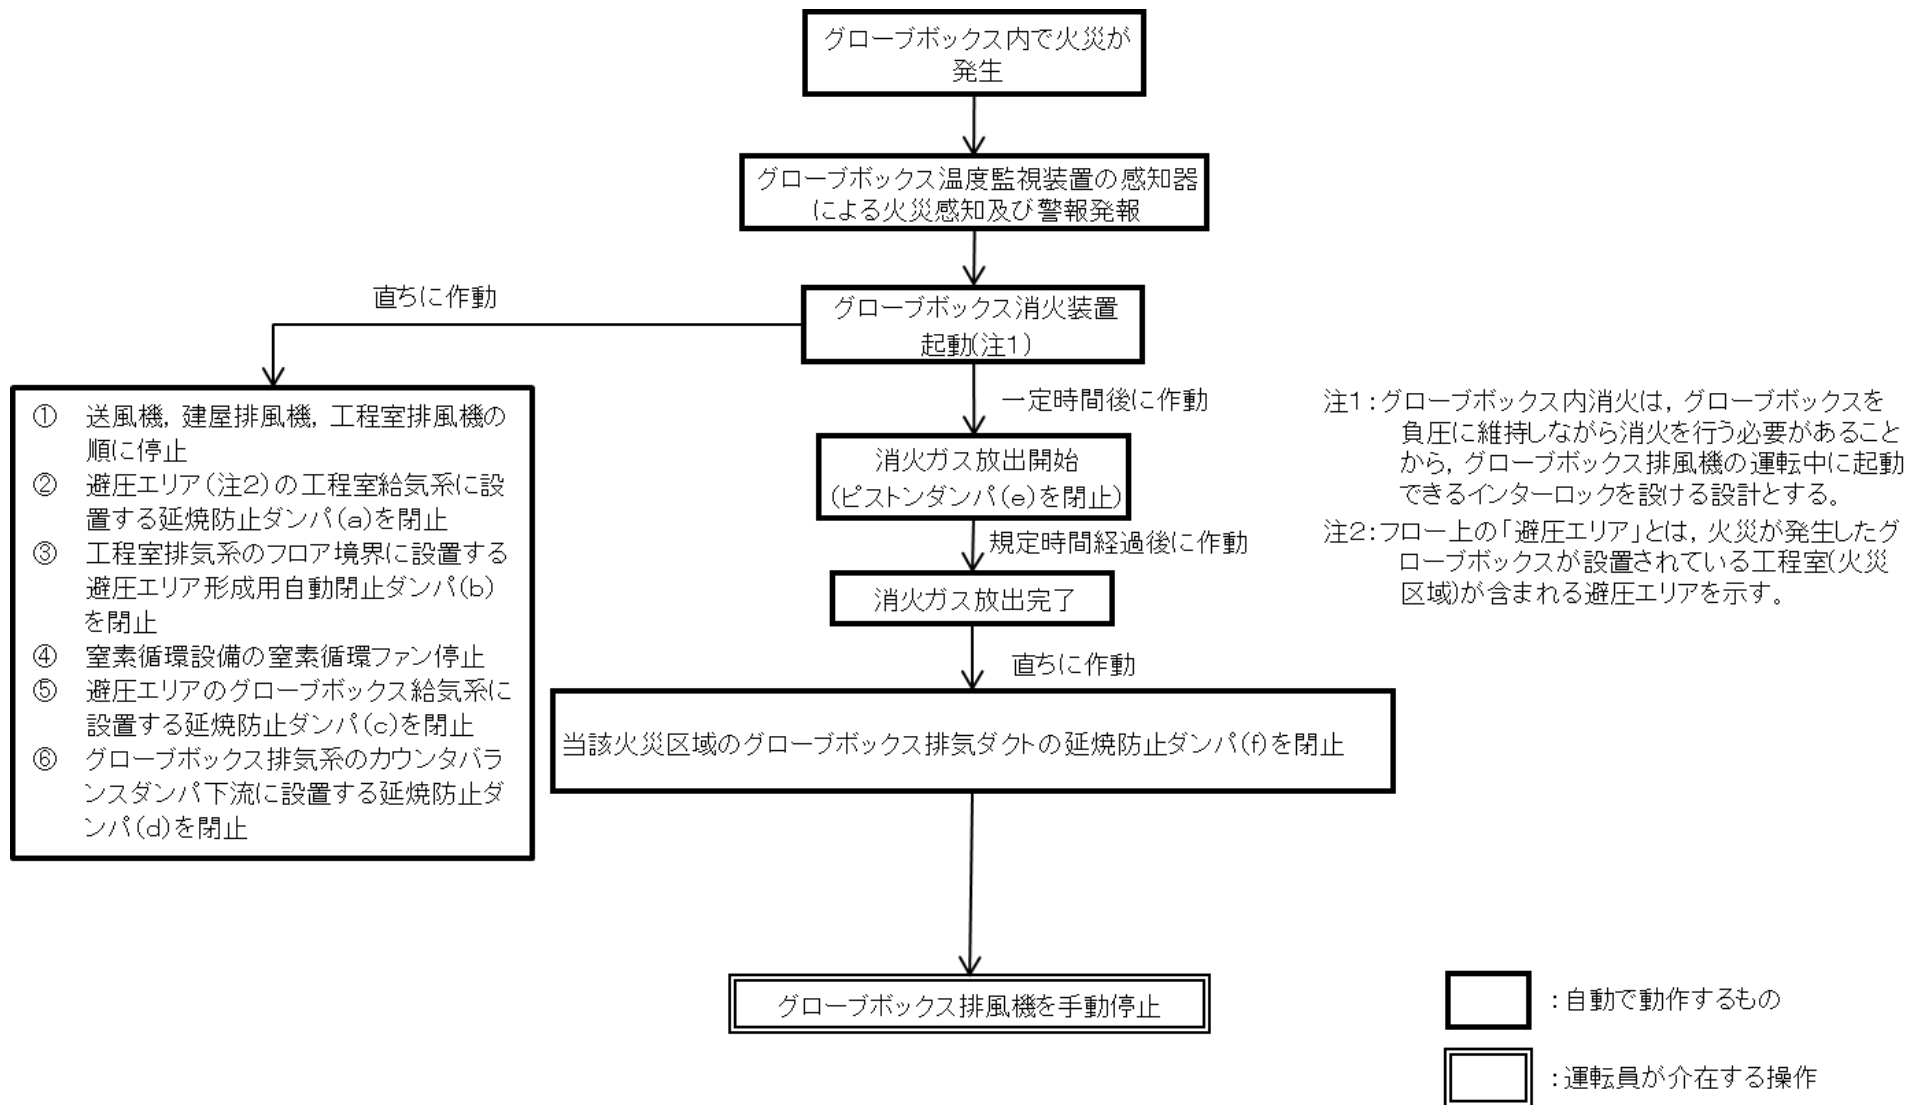 グローブボックス内で火災が
発生
グローブボックス温度監視装置の感知器
による火災感知及び警報発報
直ちに作動
グローブボックス消火装置
起動(注1)
一定時間後に作動
消火ガス放出開始
(ピストンダンパ(e)を閉止)
規定時間経過後に作動
消火ガス放出完了
直ちに作動
当該火災区域のグローブボックス排気ダクトの延焼防止ダンパ(f)を閉止
グローブボックス排風機を手動停止
① 送風機，建屋排風機，工程室排風機の
順に停止
② 避圧エリア(注2)の工程室給気系に設
置する延焼防止ダンパ(a)を閉止
③ 工程室排気系のフロア境界に設置する
避圧エリア形成用自動閉止ダンパ(b)
を閉止
④ 窒素循環設備の窒素循環ファン停止
⑤ 避圧エリアのグローブボックス給気系に
設置する延焼防止ダンパ(c)を閉止
⑥ グローブボックス排気系のカウンタバラ
ンスダンパ下流に設置する延焼防止ダ
ンパ(d)を閉止
注1：グローブボックス内消火は，グローブボックスを
負圧に維持しながら消火を行う必要があること
から，グローブボックス排風機の運転中に起動
できるインターロックを設ける設計とする。
注2：フロー上の「避圧エリア」とは，火災が発生したグ
ローブボックスが設置されている工程室(火災
区域)が含まれる避圧エリアを示す。
：自動で動作するもの
：運転員が介在する操作